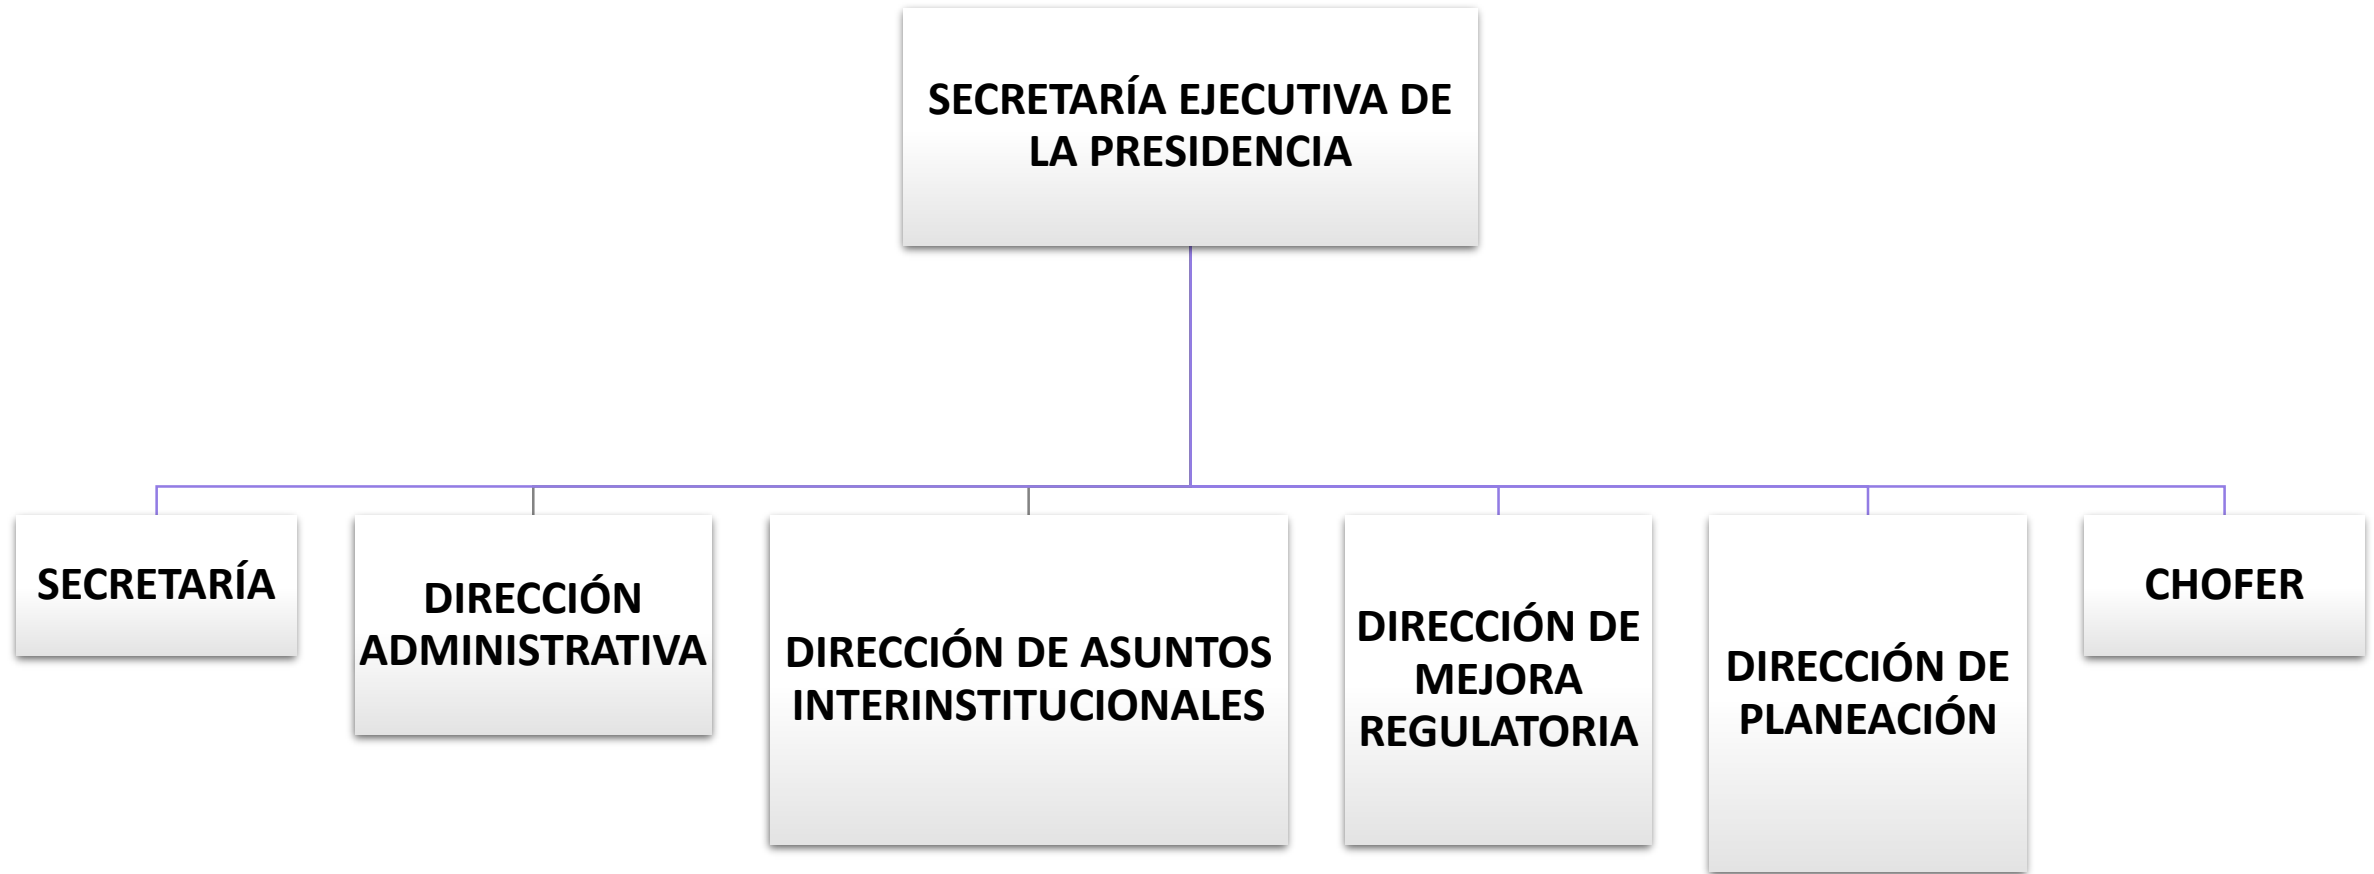 SECRETARÍA EJECUTIVA DE
LA PRESIDENCIA
SECRETARÍA
DIRECCIÓN
ADMINISTRATIVA
DIRECCIÓN DE ASUNTOS
INTERINSTITUCIONALES
DIRECCIÓN DE
MEJORA
REGULATORIA
DIRECCIÓN DE
PLANEACIÓN
CHOFER